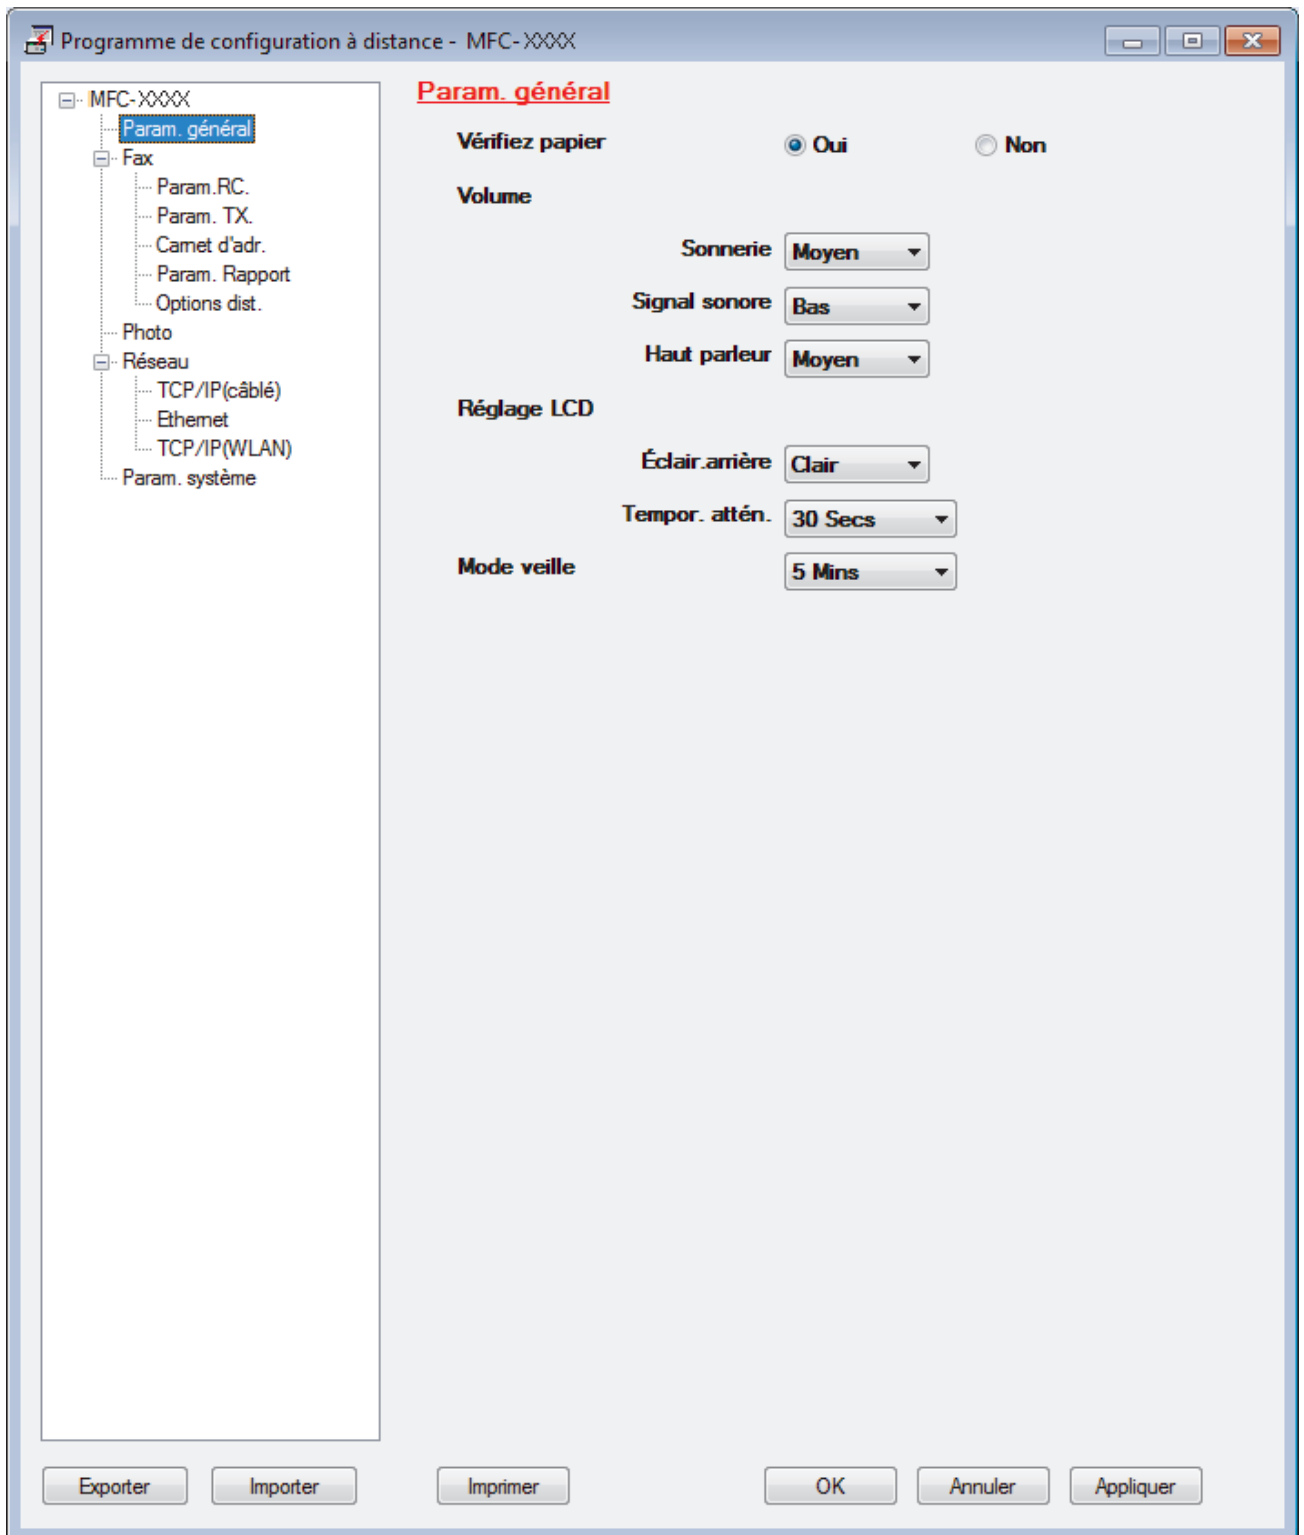 Programme de configuration à distance - MFC-XXXX
MFC-XXXX
Param. général
Fax
Param.RC.
Param. TX.
Carnet d'adr.
Param. Rapport
Options dist.
Photo
Réseau
TCP/IP(câblé)
Ethernet
TCP/IP(WLAN)
Param. système
Param. général
Vérifiez papier Oui Non
Volume
Sonnerie Moyen
Signal sonore Bas
Haut parleur Moyen
Réglage LCD
Éclair.arrière Clair
Tempor. attén. 30 Secs
Mode veille 5 Mins
Exporter Importer Imprimer OK Annuler Appliquer